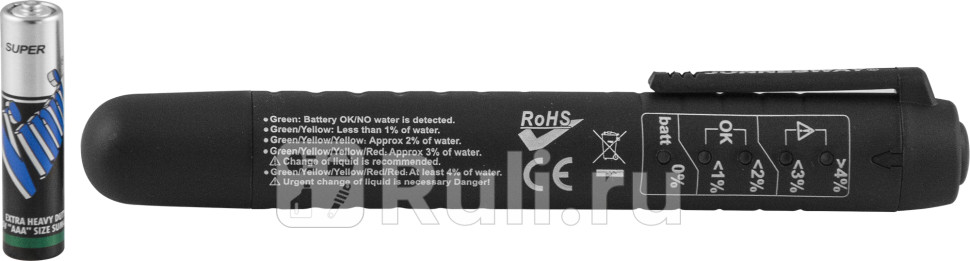 SUPER
EXTRA HEAVY DU
"AAA" SIZE
● Green: Battery OK/NO water is detected.
● Green/Yellow: Less than 1% of water.
● Green/Yellow/Yellow: Approx 2% of water.
● Green/Yellow/Yellow/Red: Approx 3% of water.
⚠ Change of liquid is recommended.
● Green/Yellow/Yellow/Red/Red: At least 4% of water.
⚠ Urgent change of liquid is necessary Danger!
RoHS
CE
batt
OK
0%
<1%
<2%
<3%
>4%
Ruli.ru